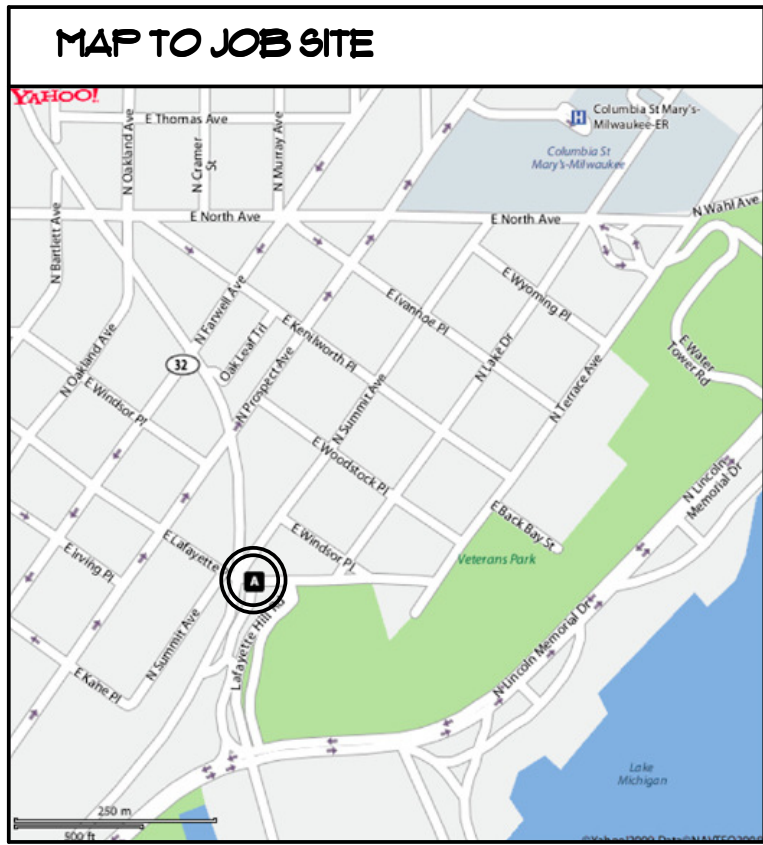 MAP TO JOB SITE
YAHOO!
E Thomas Ave
N Oakland Ave
N Cramer
St
N Murray Ave
H
Columbia St Mary's-
Milwaukee-ER
Columbia St
Mary's-Milwaukee
N Bartlett Ave
E North Ave
E North Ave
N Wahl Ave
N Farwell Ave
E Wyoming Pl
E Ivanhoe Pl
Oak Leaf Trl
E Kenilworth Pl
N Oakland Ave
32
N Prospect Ave
N Summit Ave
N Lake Dr
N Terrace Ave
E Water
Tower Rd
E Windsor Pl
E Woodstock Pl
N Lincoln
Memorial Dr
E Back Bay St
E Windsor Pl
E Lafayette
E Irving Pl
Veterans Park
A
N Summit Ave
Lafayette Hill Rd
N Lincoln Memorial Dr
E Kane Pl
Lake
Michigan
250 m
500 ft